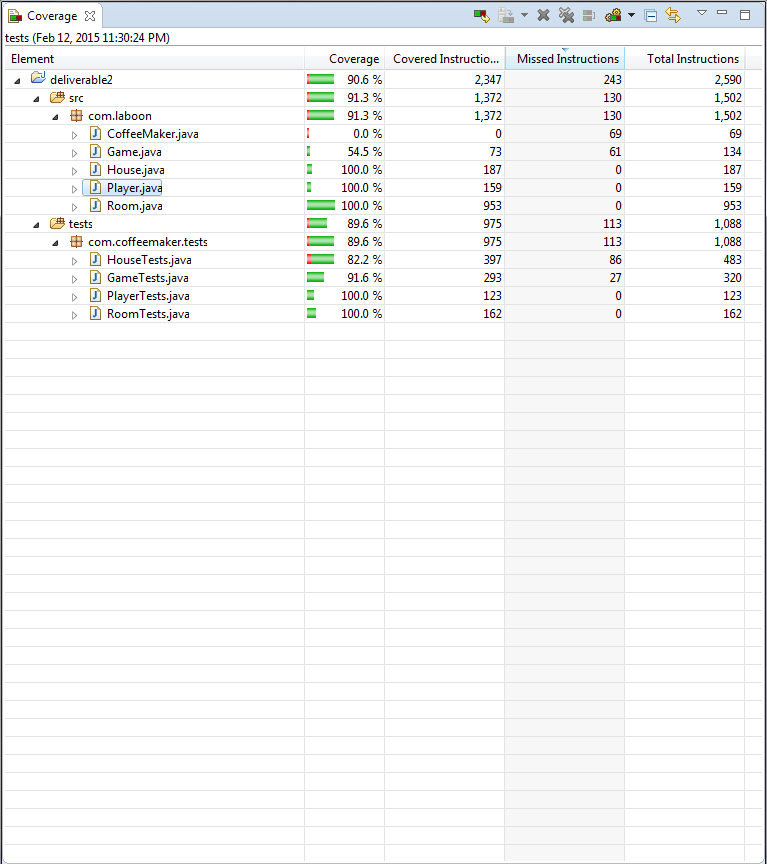 Coverage
tests (Feb 12, 2015 11:30:24 PM)
Element Coverage Covered Instructio... Missed Instructions Total Instructions
deliverable2 90.6 % 2,347 243 2,590
src 91.3 % 1,372 130 1,502
com.laboon 91.3 % 1,372 130 1,502
CoffeeMaker.java 0.0 % 0 69 69
Game.java 54.5 % 73 61 134
House.java 100.0 % 187 0 187
Player.java 100.0 % 159 0 159
Room.java 100.0 % 953 0 953
tests 89.6 % 975 113 1,088
com.coffeemaker.tests 89.6 % 975 113 1,088
HouseTests.java 82.2 % 397 86 483
GameTests.java 91.6 % 293 27 320
PlayerTests.java 100.0 % 123 0 123
RoomTests.java 100.0 % 162 0 162